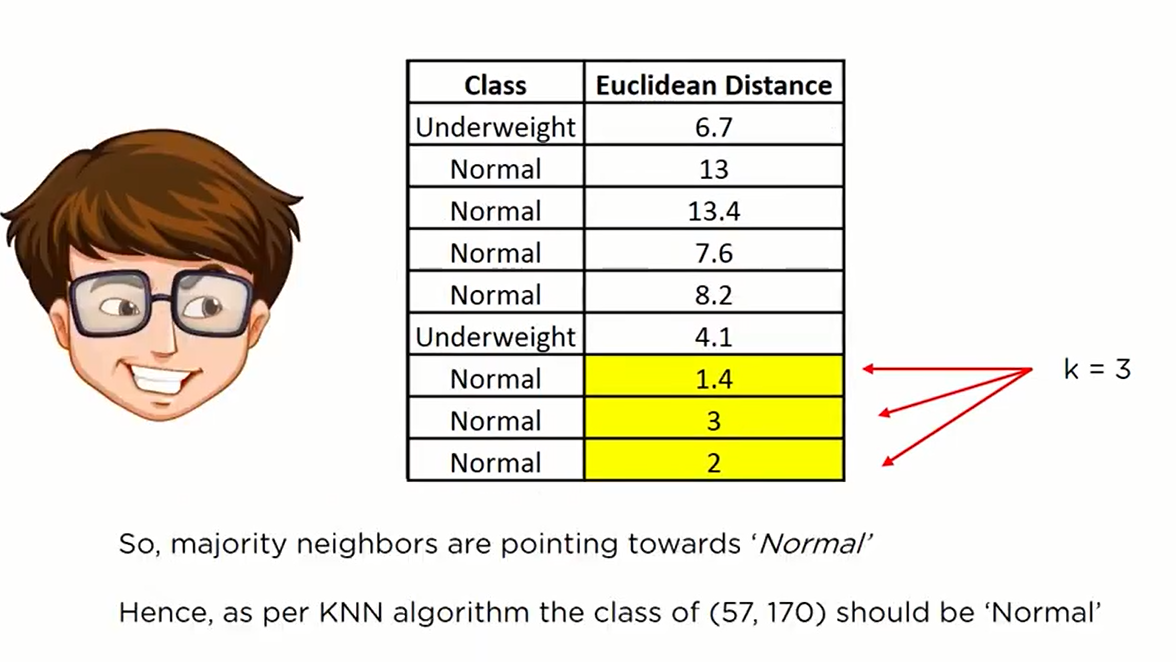 Class Euclidean Distance
Underweight 6.7
Normal 13
Normal 13.4
Normal 7.6
Normal 8.2
Underweight 4.1
Normal 1.4
k = 3
Normal 3
Normal 2
So, majority neighbors are pointing towards ‘Normal’
Hence, as per KNN algorithm the class of (57, 170) should be ‘Normal’